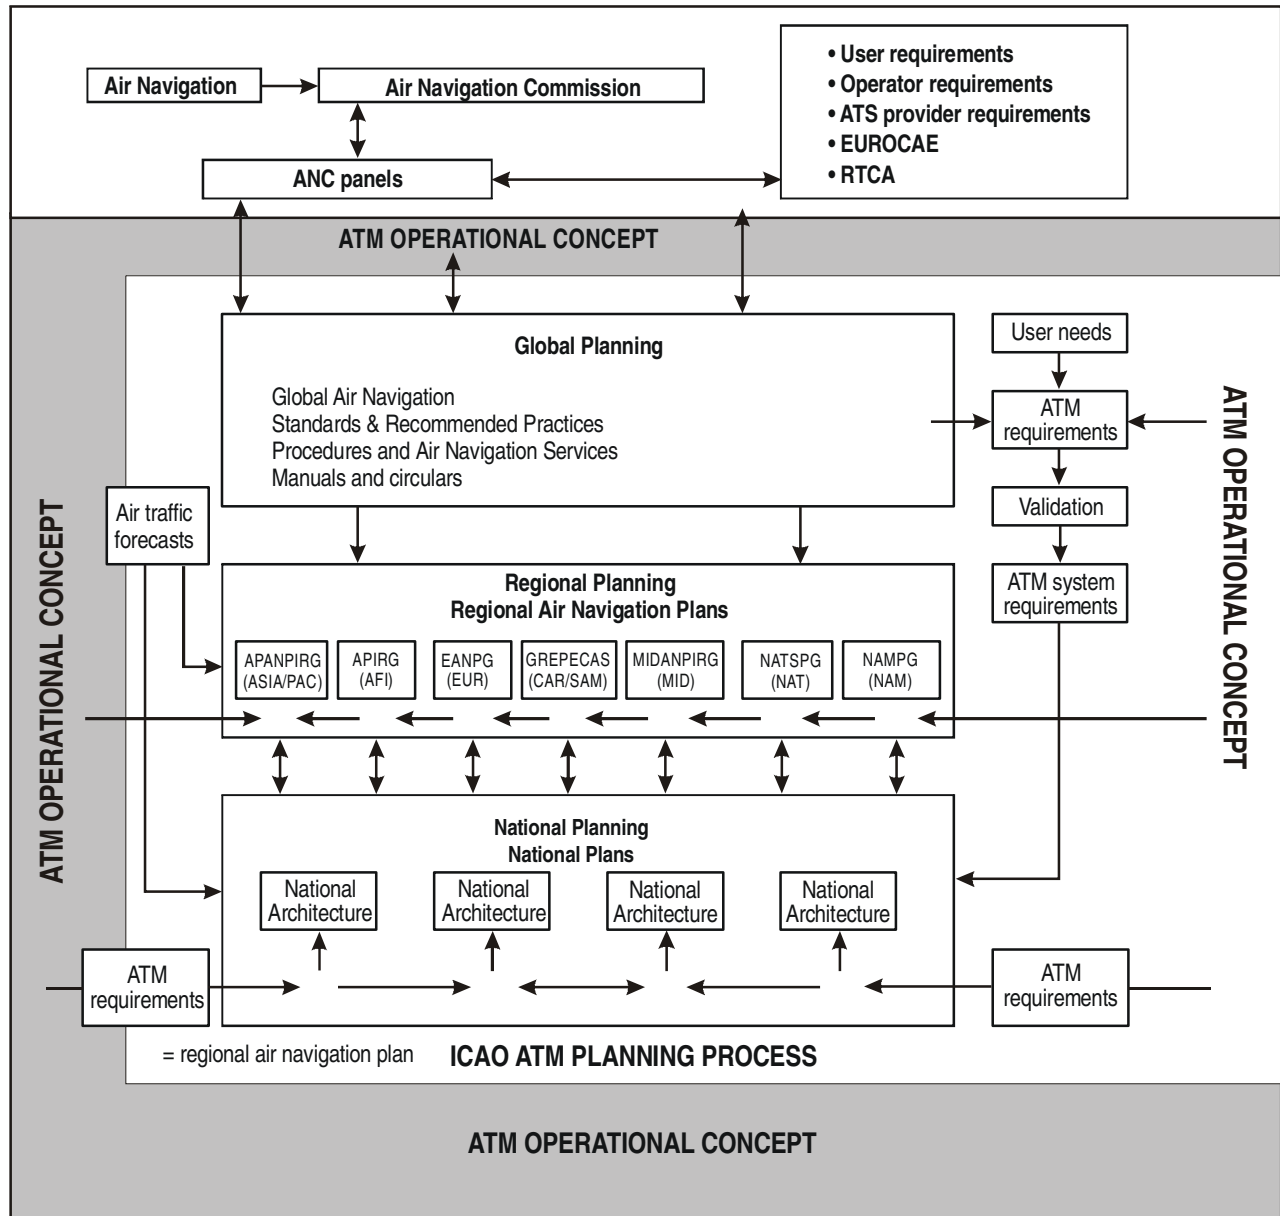 Air Navigation
Air Navigation Commission
• User requirements
• Operator requirements
• ATS provider requirements
• EUROCAE
• RTCA
ANC panels
ATM OPERATIONAL CONCEPT
Global Planning
Global Air Navigation
Standards & Recommended Practices
Procedures and Air Navigation Services
Manuals and circulars
User needs
ATM
requirements
Validation
ATM system
requirements
ATM OPERATIONAL CONCEPT
Air traffic
forecasts
ATM OPERATIONAL CONCEPT
Regional Planning
Regional Air Navigation Plans
APANPIRG
(ASIA/PAC)
APIRG
(AFI)
EANPG
(EUR)
GREPECAS
(CAR/SAM)
MIDANPIRG
(MID)
NATSPG
(NAT)
NAMPG
(NAM)
National Planning
National Plans
National
Architecture
National
Architecture
National
Architecture
National
Architecture
ATM
requirements
ATM
requirements
= regional air navigation plan
ICAO ATM PLANNING PROCESS
ATM OPERATIONAL CONCEPT